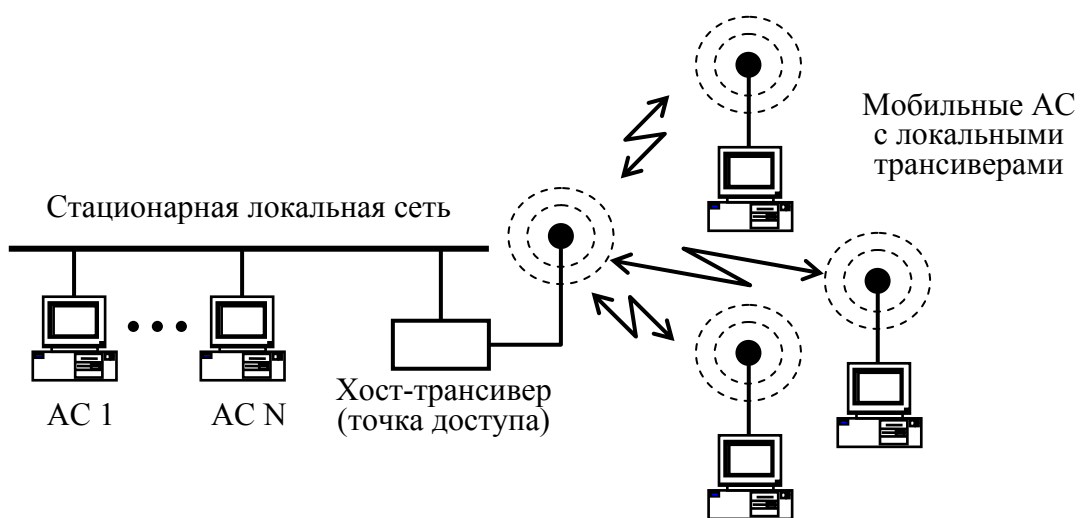 Мобильные АС
с локальными
трансиверами
Стационарная локальная сеть
АС 1
АС N
Хост-трансивер
(точка доступа)